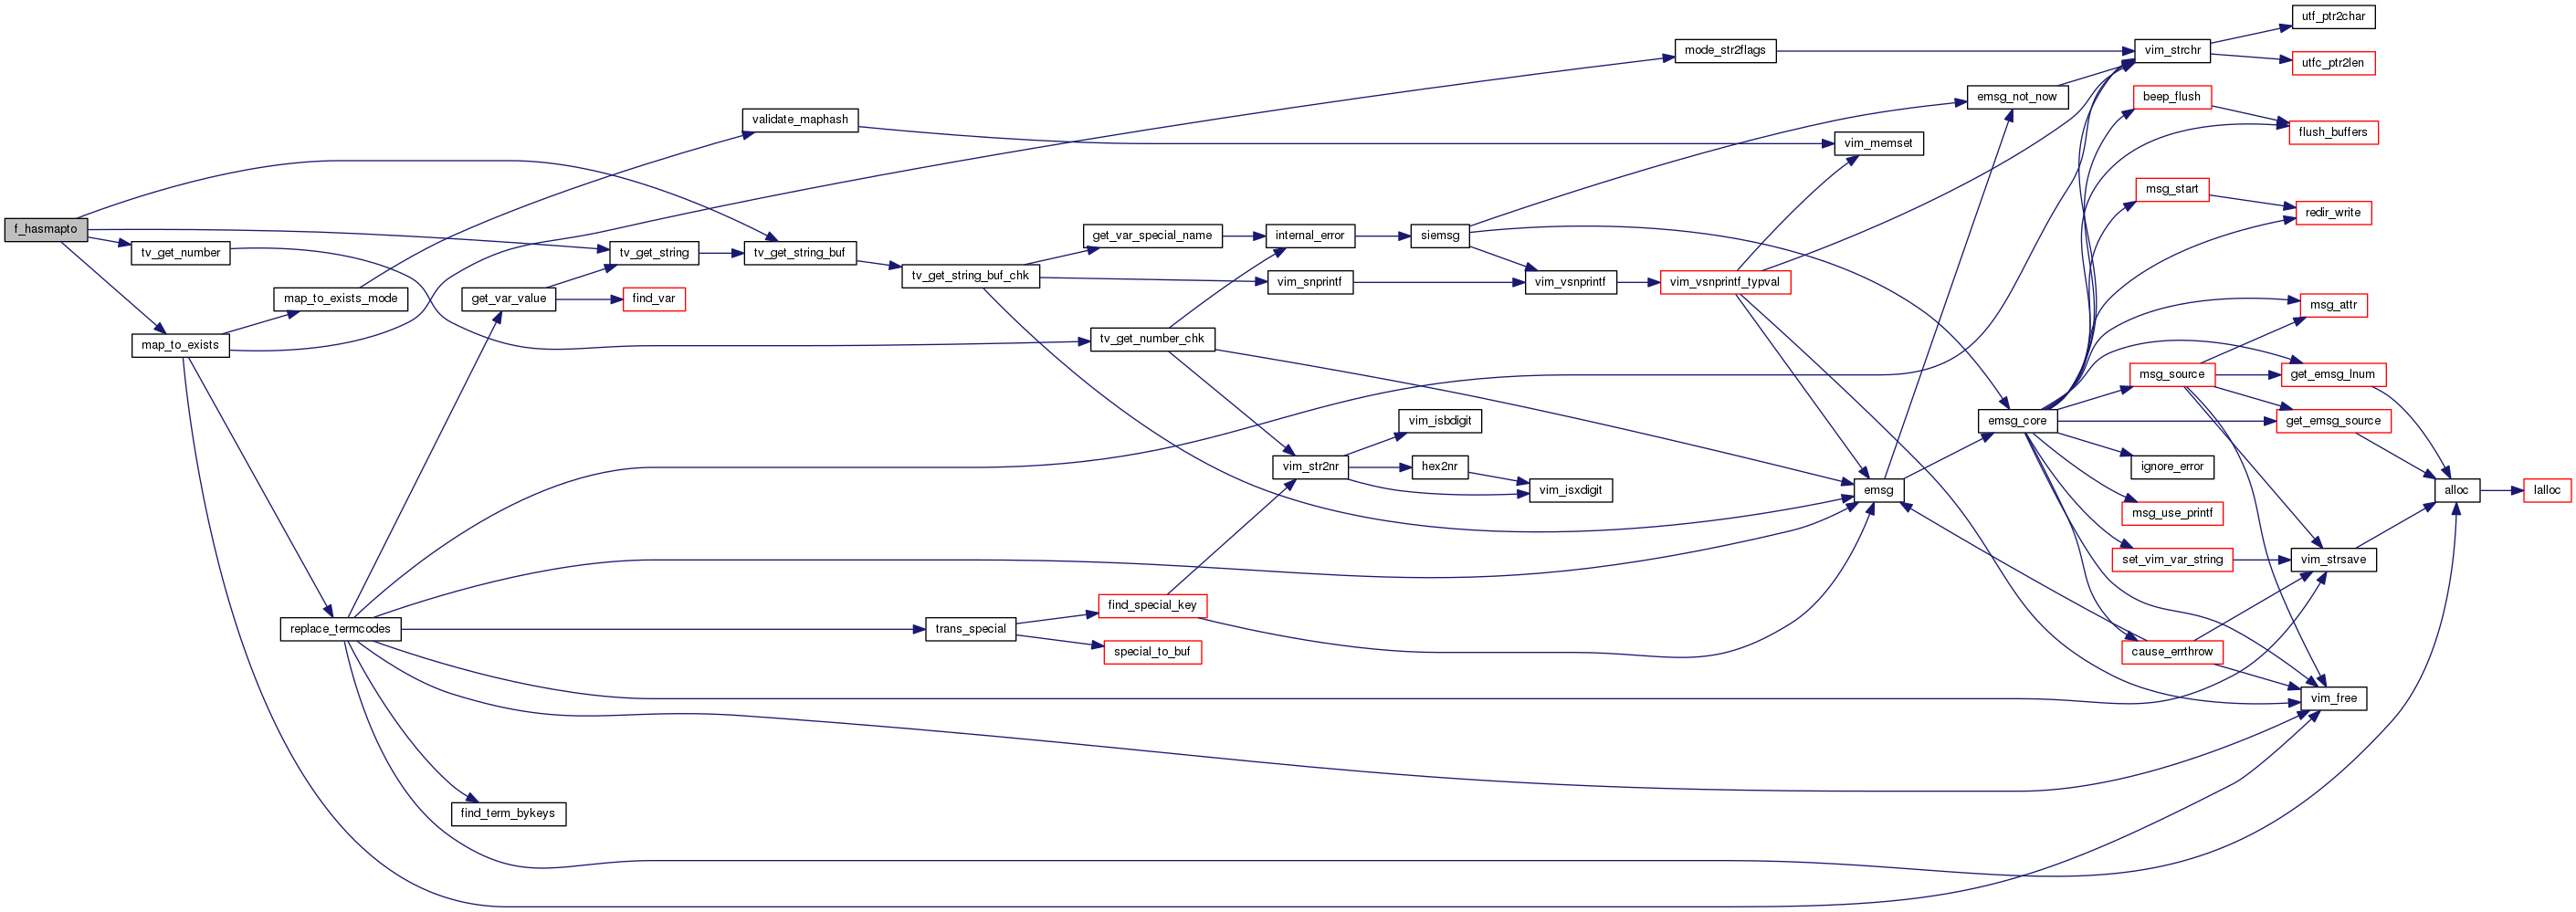 f_hasmapto
tv_get_number
map_to_exists
map_to_exists_mode
replace_termcodes
get_var_value
find_term_bykeys
tv_get_string
find_var
validate_maphash
tv_get_string_buf
tv_get_string_buf_chk
trans_special
get_var_special_name
tv_get_number_chk
find_special_key
special_to_buf
internal_error
vim_snprintf
vim_str2nr
siemsg
vim_isbdigit
hex2nr
vim_vsnprintf
vim_isxdigit
mode_str2flags
vim_vsnprintf_typval
vim_memset
emsg
emsg_not_now
emsg_core
vim_strchr
beep_flush
msg_start
msg_source
ignore_error
msg_use_printf
set_vim_var_string
cause_errthrow
utf_ptr2char
utfc_ptr2len
flush_buffers
redir_write
msg_attr
get_emsg_lnum
get_emsg_source
vim_strsave
vim_free
alloc
lalloc